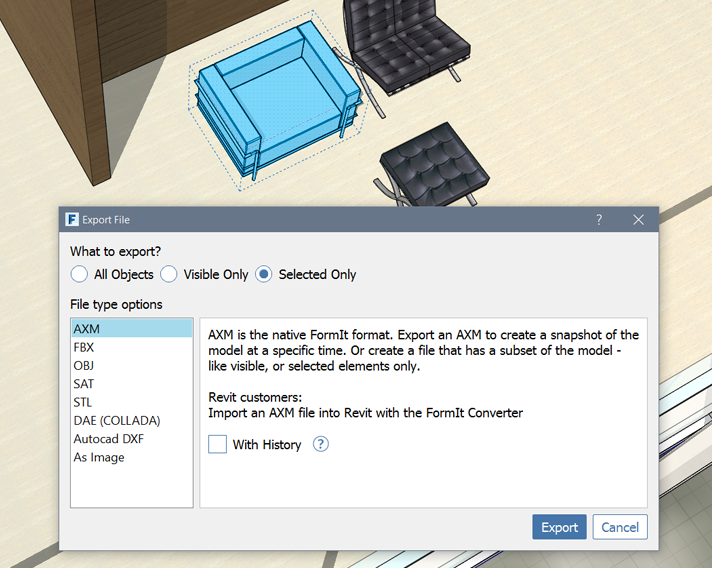 F Export File ?
What to export?
All Objects Visible Only Selected Only
File type options
AXM
FBX
OBJ
SAT
STL
DAE (COLLADA)
Autocad DXF
As Image
AXM is the native FormIt format. Export an AXM to create a snapshot of the
model at a specific time. Or create a file that has a subset of the model -
like visible, or selected elements only.
Revit customers:
Import an AXM file into Revit with the FormIt Converter
With History ?
Export Cancel